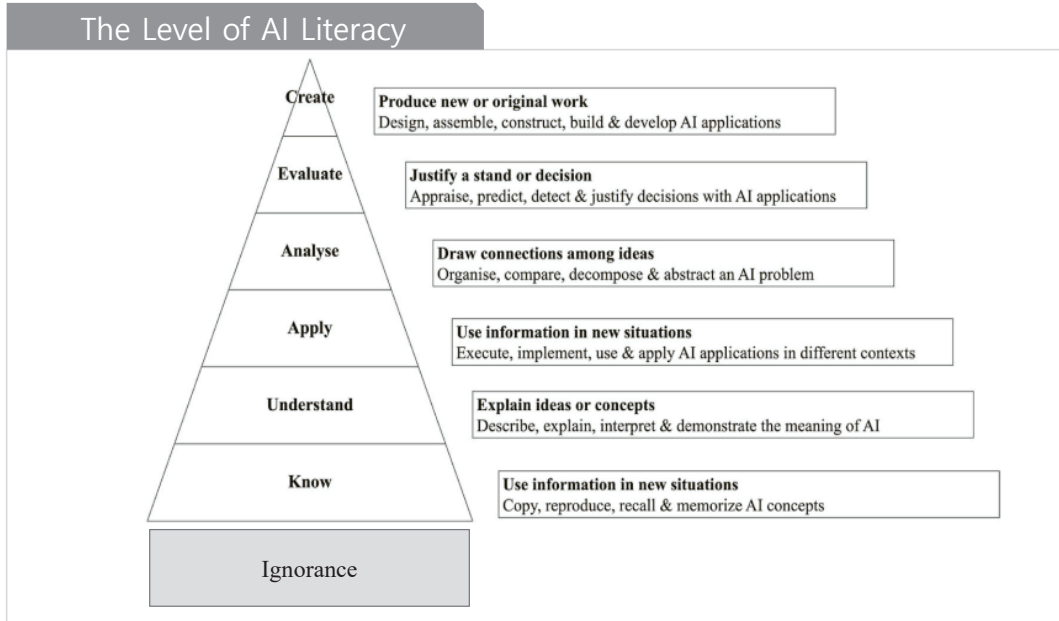 The Level of AI Literacy
Create
Produce new or original work
Design, assemble, construct, build & develop AI applications
Evaluate
Justify a stand or decision
Appraise, predict, detect & justify decisions with AI applications
Analyse
Draw connections among ideas
Organise, compare, decompose & abstract an AI problem
Apply
Use information in new situations
Execute, implement, use & apply AI applications in different contexts
Understand
Explain ideas or concepts
Describe, explain, interpret & demonstrate the meaning of AI
Know
Use information in new situations
Copy, reproduce, recall & memorize AI concepts
Ignorance